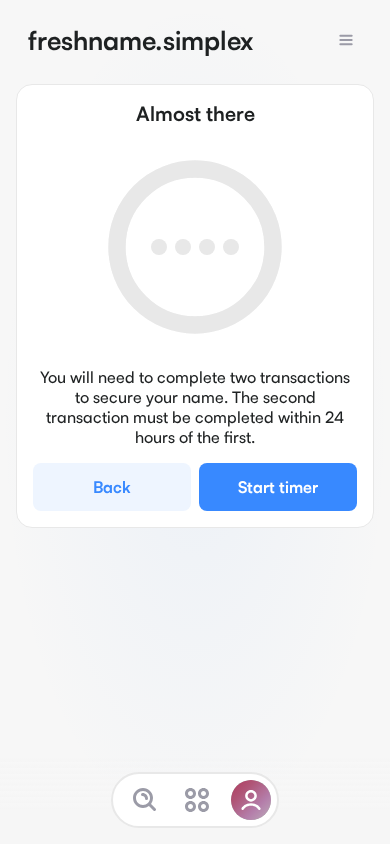 freshname.simplex
Almost there
You will need to complete two transactions
to secure your name. The second
transaction must be completed within 24
hours of the first.
Back
Start timer